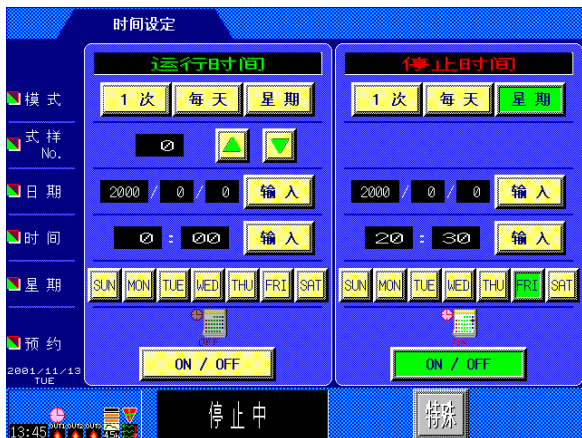 时间设定
运行时间 停止时间
模式 1次 每天 星期 1次 每天 星期
式样 No. 0
日期 2000 / 0 / 0 输入 2000 / 0 / 0 输入
时间 0 : 00 输入 20 : 30 输入
星期 SUN MON TUE WED THU FRI SAT SUN MON TUE WED THU FRI SAT
OFF ON
预约 ON / OFF ON / OFF
2001/11/13
TUE
停止中 特殊
13:45 OUT1 OUT2 OUT3